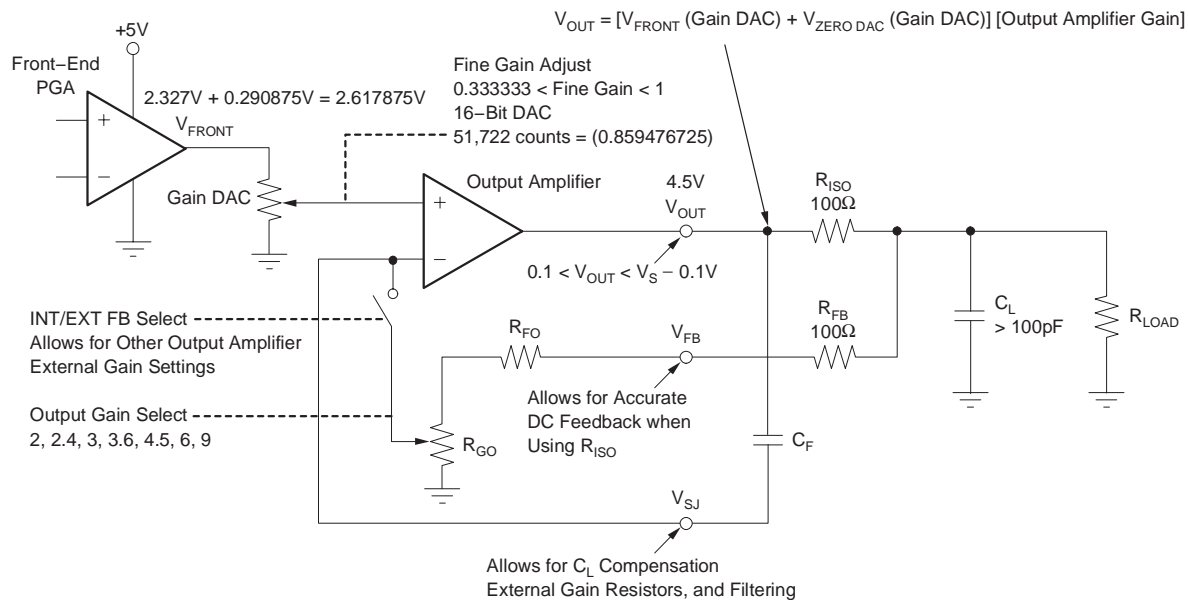 V_OUT = [V_FRONT (Gain DAC) + V_ZERO DAC (Gain DAC)] [Output Amplifier Gain]
+5V
Front−End
PGA
2.327V + 0.290875V = 2.617875V
V_FRONT
+
−
Gain DAC
Fine Gain Adjust
0.333333 < Fine Gain < 1
16−Bit DAC
51,722 counts = (0.859476725)
Output Amplifier
+
−
4.5V
V_OUT
0.1 < V_OUT < V_S − 0.1V
R_ISO
100Ω
R_FB
100Ω
C_L
> 100pF
R_LOAD
INT/EXT FB Select
Allows for Other Output Amplifier
External Gain Settings
Output Gain Select
2, 2.4, 3, 3.6, 4.5, 6, 9
R_FO
R_GO
V_FB
Allows for Accurate
DC Feedback when
Using R_ISO
C_F
V_SJ
Allows for C_L Compensation
External Gain Resistors, and Filtering